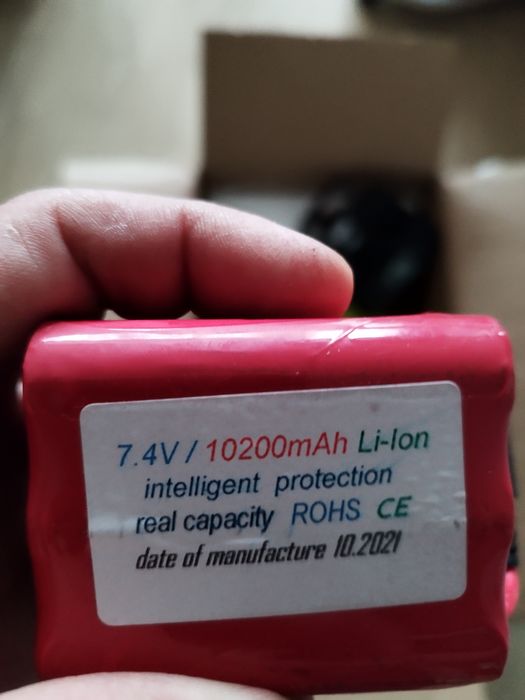 7.4V / 10200mAh Li-Ion
intelligent protection
real capacity ROHS CE
date of manufacture 10.2021